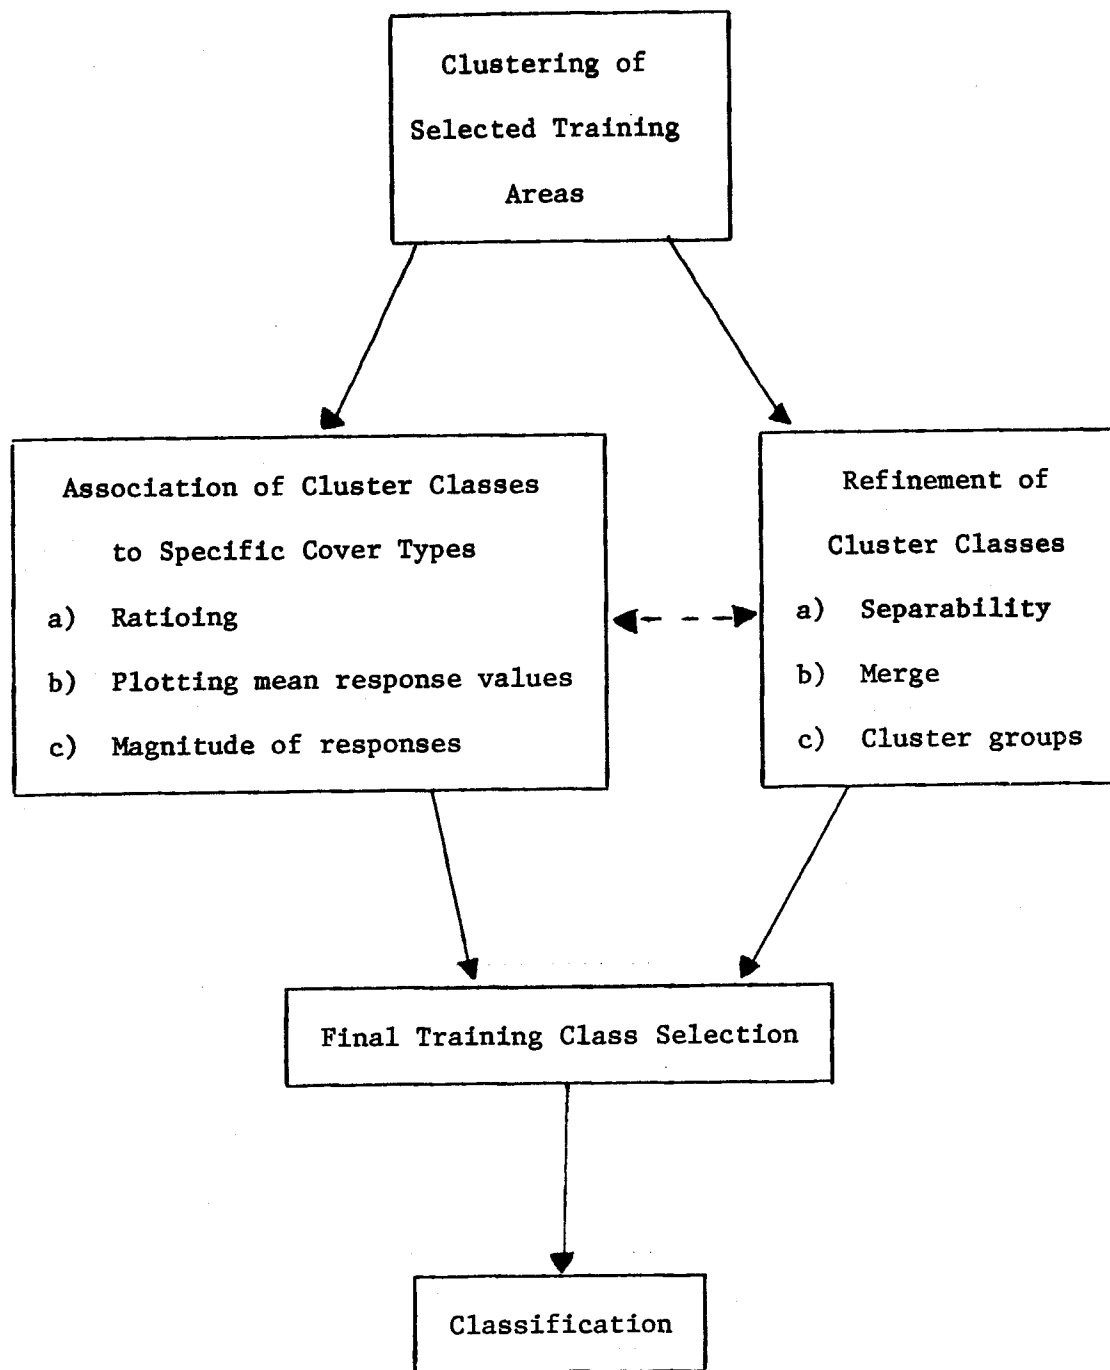 Clustering of
Selected Training
Areas
Association of Cluster Classes
to Specific Cover Types
a) Ratioing
b) Plotting mean response values
c) Magnitude of responses
Refinement of
Cluster Classes
a) Separability
b) Merge
c) Cluster groups
Final Training Class Selection
Classification